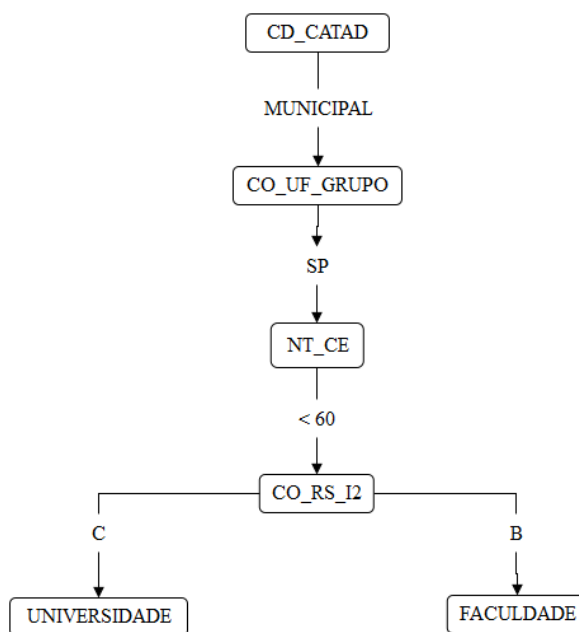 CD_CATAD
MUNICIPAL
CO_UF_GRUPO
SP
NT_CE
< 60
CO_RS_I2
C
B
UNIVERSIDADE
FACULDADE